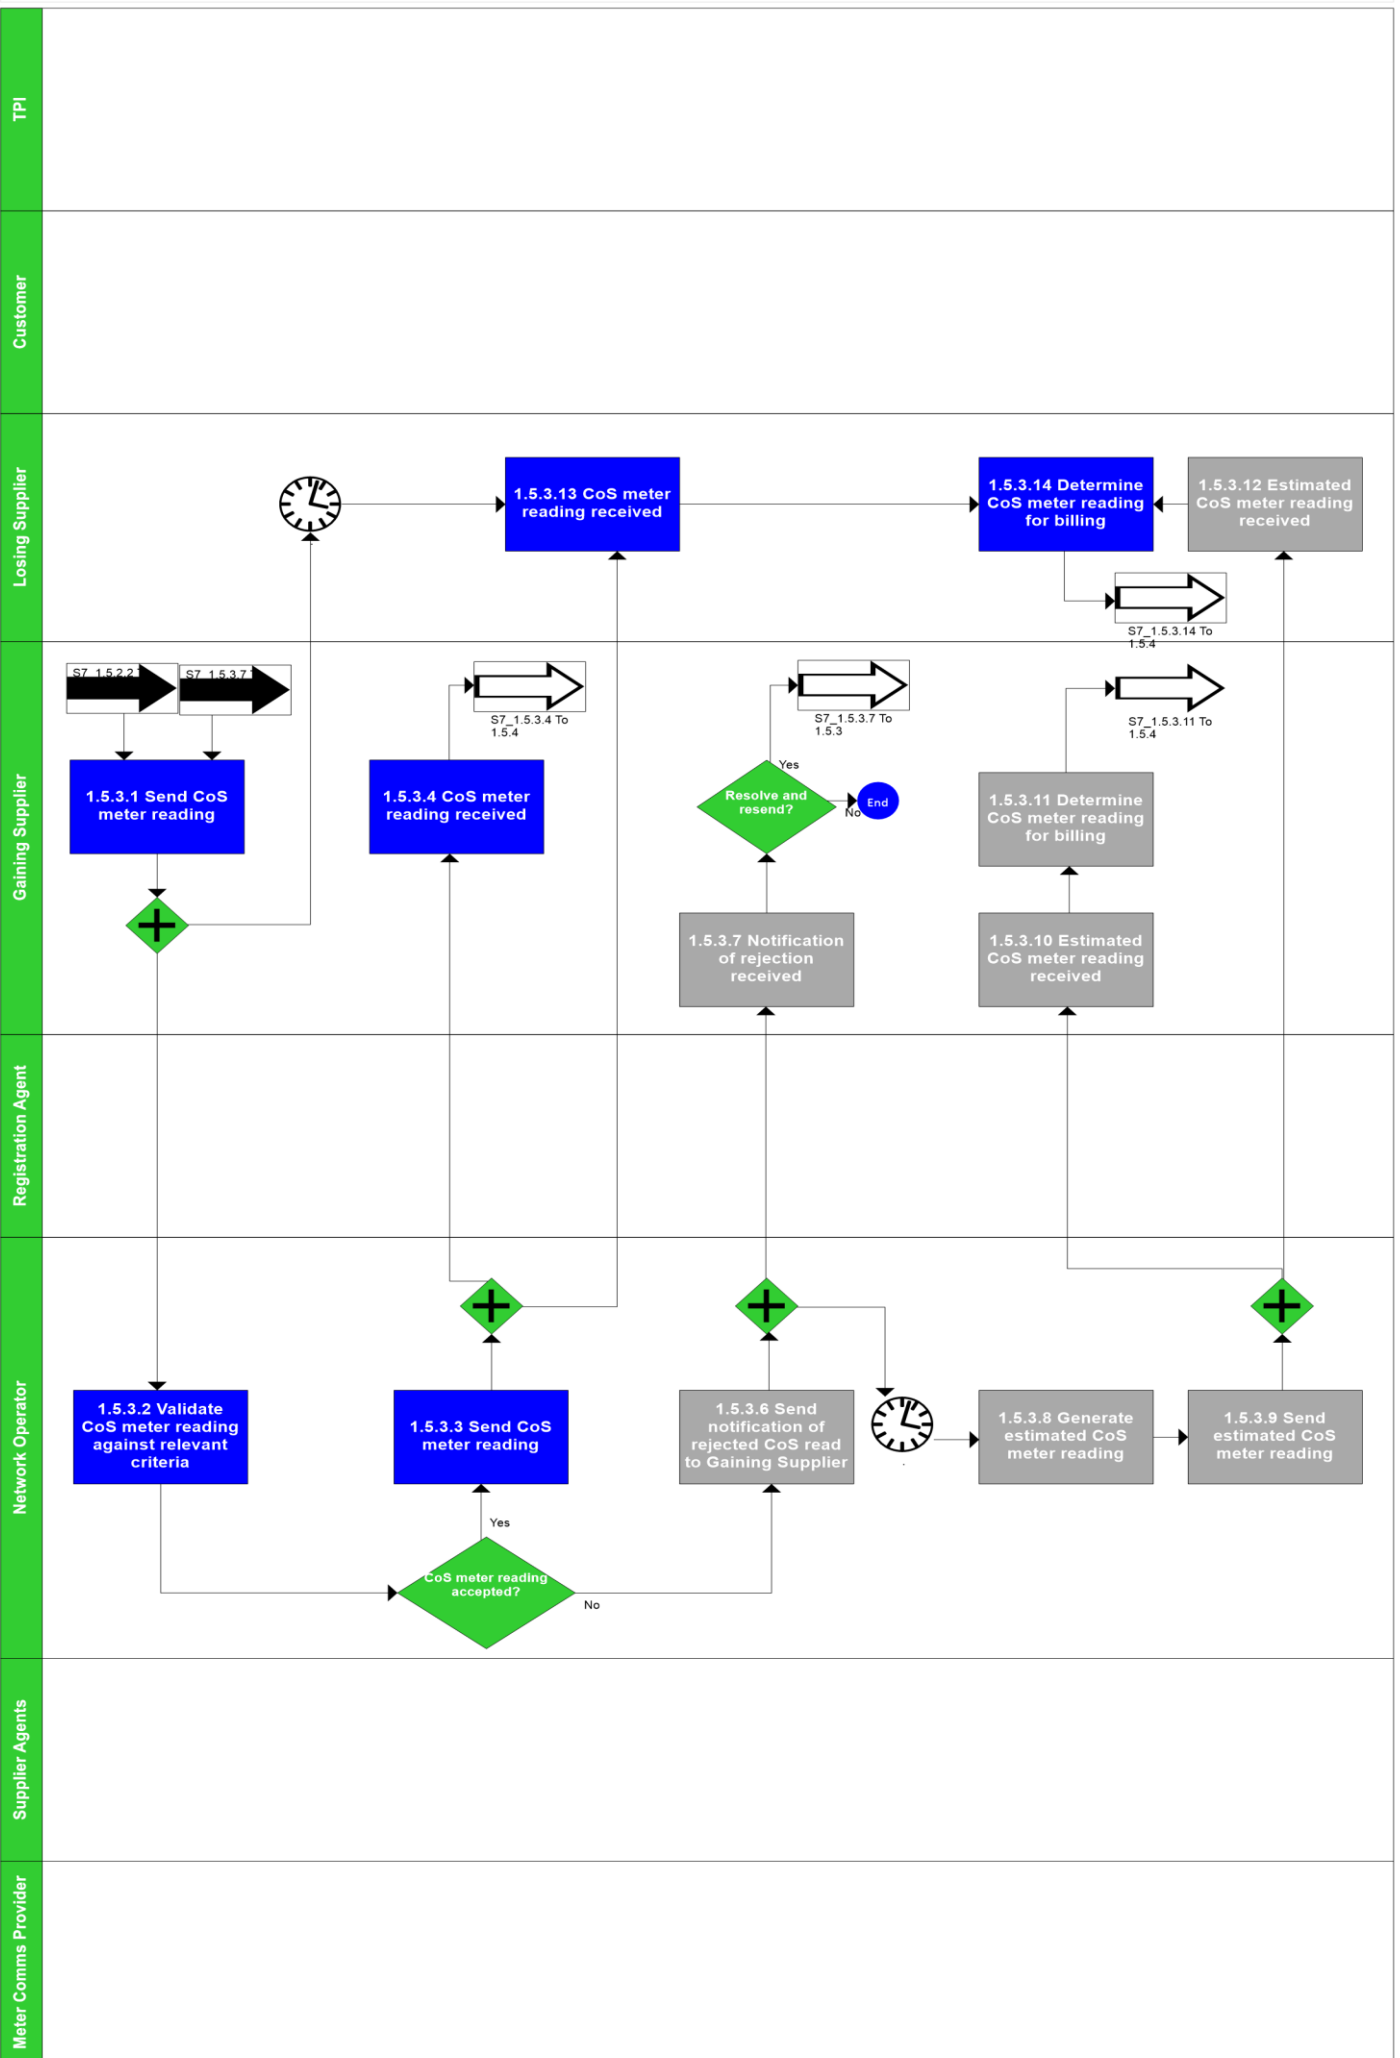 TPI
Customer
Losing Supplier
1.5.3.13 CoS meter
reading received
1.5.3.14 Determine
CoS meter reading
for billing
1.5.3.12 Estimated
CoS meter reading
received
S7_1.5.3.14 To
1.5.4
Gaining Supplier
S7_1.5.2.2
S7_1.5.3.7
S7_1.5.3.4 To
1.5.4
S7_1.5.3.7 To
1.5.3
S7_1.5.3.11 To
1.5.4
1.5.3.1 Send CoS
meter reading
1.5.3.4 CoS meter
reading received
Yes
Resolve and
resend?
No
End
1.5.3.11 Determine
CoS meter reading
for billing
1.5.3.7 Notification
of rejection
received
1.5.3.10 Estimated
CoS meter reading
received
Registration Agent
Network Operator
1.5.3.2 Validate
CoS meter reading
against relevant
criteria
1.5.3.3 Send CoS
meter reading
1.5.3.6 Send
notification of
rejected CoS read
to Gaining Supplier
.
1.5.3.8 Generate
estimated CoS
meter reading
1.5.3.9 Send
estimated CoS
meter reading
Yes
CoS meter reading
accepted?
No
Supplier Agents
Meter Comms Provider